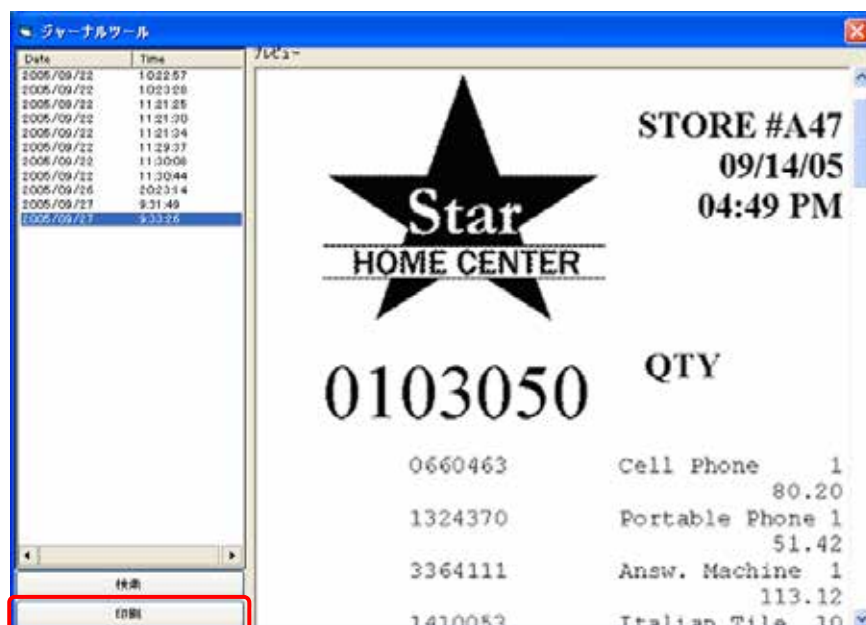 ジャーナルツール
Date Time
2005/09/22 10:22:57
2005/09/22 10:23:28
2005/09/22 11:21:25
2005/09/22 11:21:30
2005/09/22 11:21:34
2005/09/22 11:29:37
2005/09/22 11:30:08
2005/09/22 11:30:44
2005/09/26 20:23:14
2005/09/27 9:31:49
2005/09/27 9:33:26
検索
印刷
プレビュー
STORE #A47
09/14/05
04:49 PM
Star
HOME CENTER
0103050 QTY
0660463 Cell Phone 1
80.20
1324370 Portable Phone 1
51.42
3364111 Answ. Machine 1
113.12
1410053 Italian Tile 10